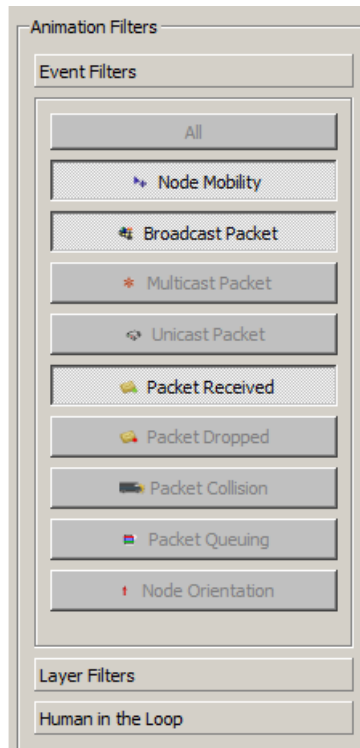 Animation Filters
Event Filters
All
Node Mobility
Broadcast Packet
Multicast Packet
Unicast Packet
Packet Received
Packet Dropped
Packet Collision
Packet Queuing
Node Orientation
Layer Filters
Human in the Loop